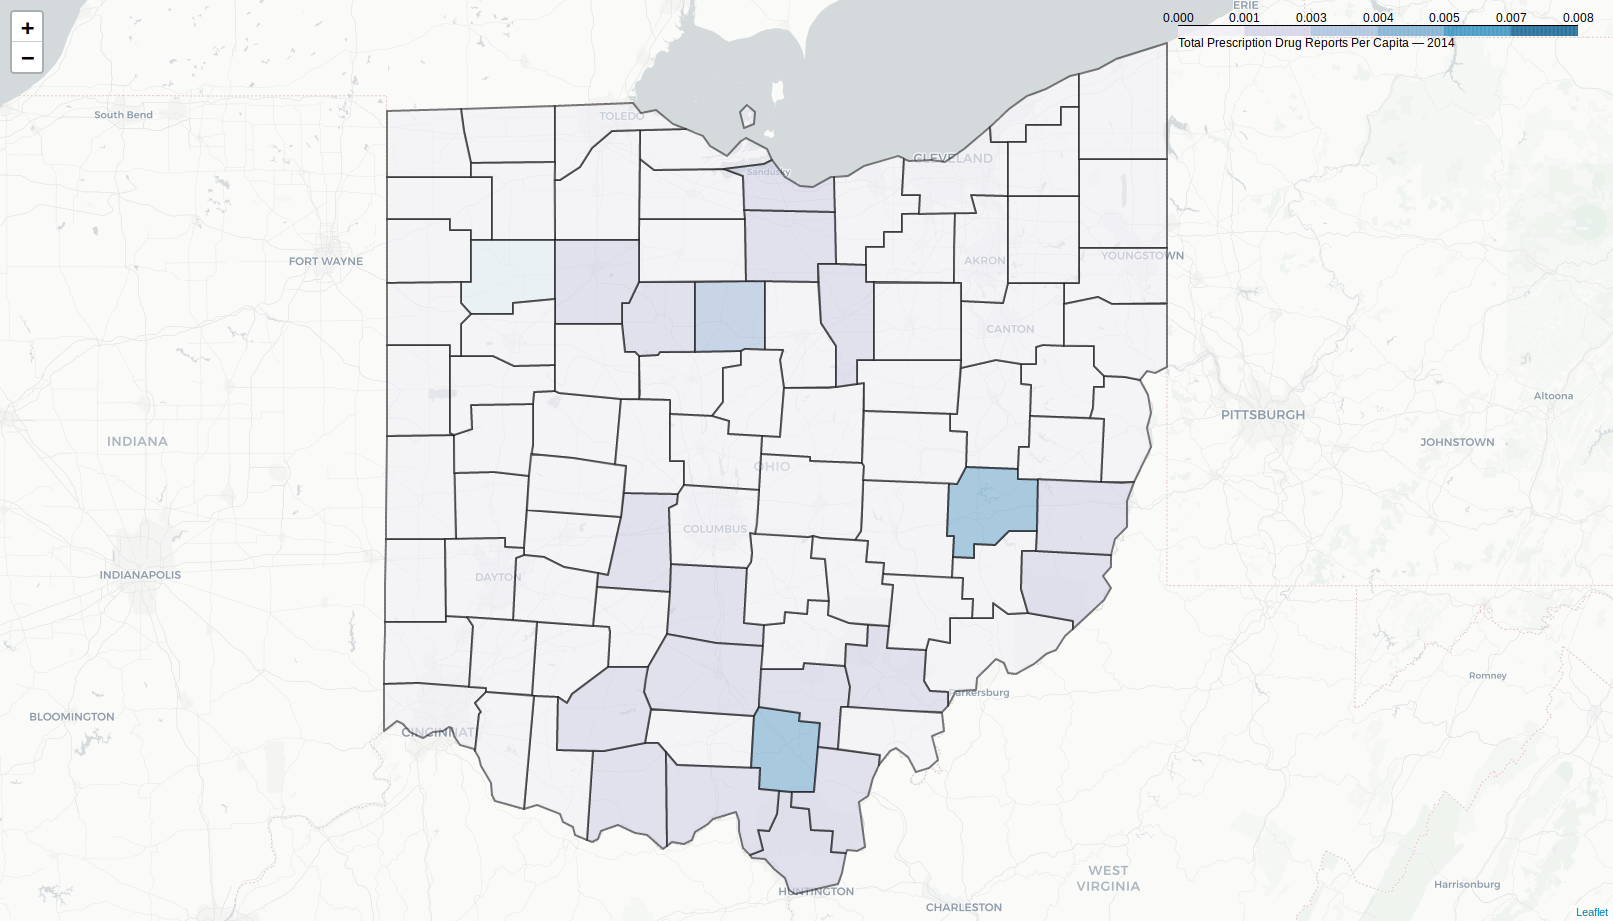 +
−
ERIE
0.000 0.001 0.003 0.004 0.005 0.007 0.008
Total Prescription Drug Reports Per Capita — 2014
South Bend
TOLEDO
CLEVELAND
Sandusky
FORT WAYNE
AKRON
YOUNGSTOWN
CANTON
Altoona
PITTSBURGH
INDIANA
JOHNSTOWN
OHIO
COLUMBUS
INDIANAPOLIS
DAYTON
Romney
arkersburg
BLOOMINGTON
CINCINNAT
WEST
VIRGINIA
Harrisonburg
HUNTINGTON
CHARLESTON
Leaflet